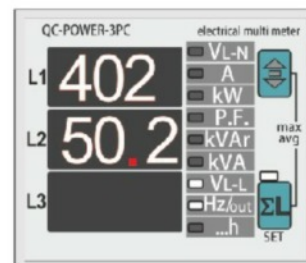 QC-POWER-3PC electrical multi meter
L1 402
L2 50.2
L3
VL-N
A
kW
P.F.
kVAr
kVA
VL-L
Hz/out
...h
max
avg
ΣL
SET